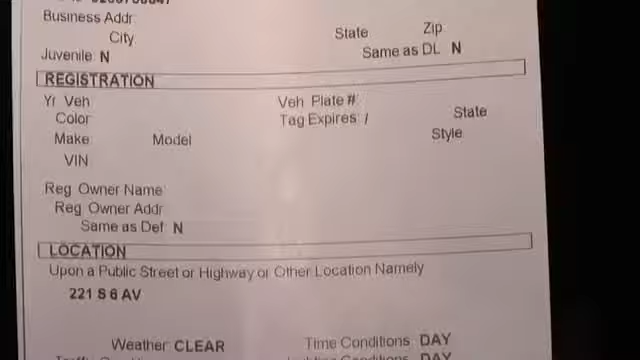 Business Addr
City State Zip
Juvenile: N Same as DL N
REGISTRATION
Yr Veh Veh Plate #:
Color Tag Expires: / State
Make Model Style
VIN
Reg Owner Name
Reg Owner Addr
Same as Def N
LOCATION
Upon a Public Street or Highway or Other Location Namely
221 S 6 AV
Weather: CLEAR Time Conditions: DAY
DAY